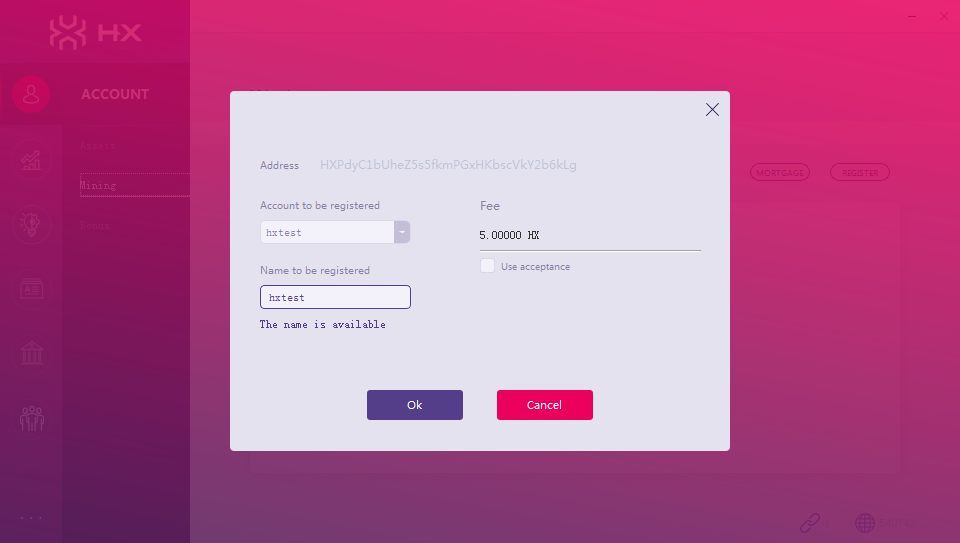 HX
ACCOUNT
Assets
Mining
MORTGAGE
REGISTER
Address HXPdyC1bUheZ5s5fkmPGxHKbscVkY2b6kLg
Account to be registered
hxtest
Name to be registered
hxtest
The name is available
Fee
5.00000 HX
Use acceptance
Ok
Cancel